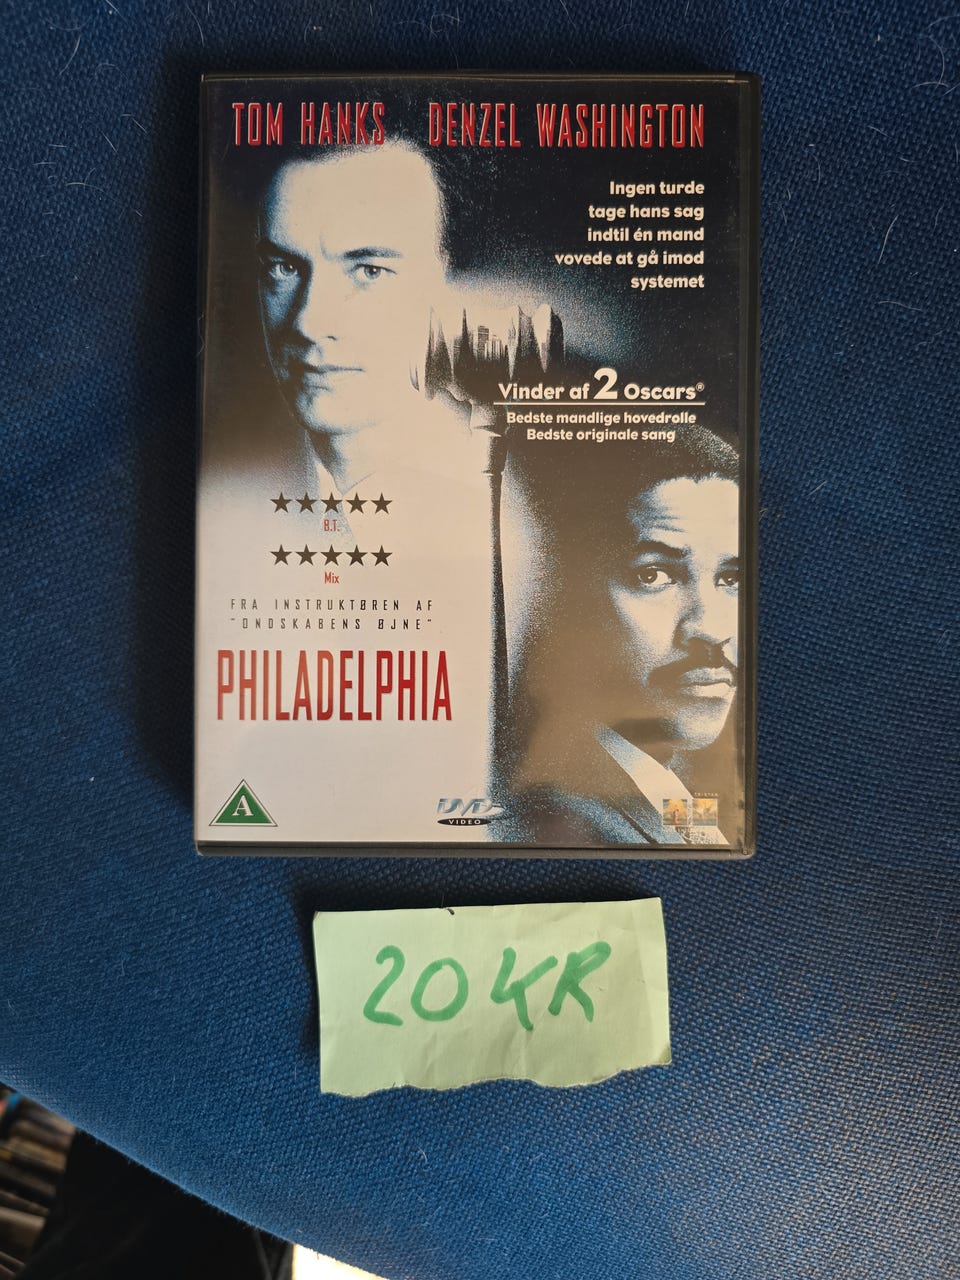 TOM HANKS DENZEL WASHINGTON
Ingen turde
tage hans sag
indtil én mand
vovede at gå imod
systemet
Vinder af 2 Oscars®
Bedste mandlige hovedrolle
Bedste originale sang
B.T.
Mix
FRA INSTRUKTØREN AF
"ONDSKABENS ØJNE"
PHILADELPHIA
A
DVD
VIDEO
TRISTAR
20 KR